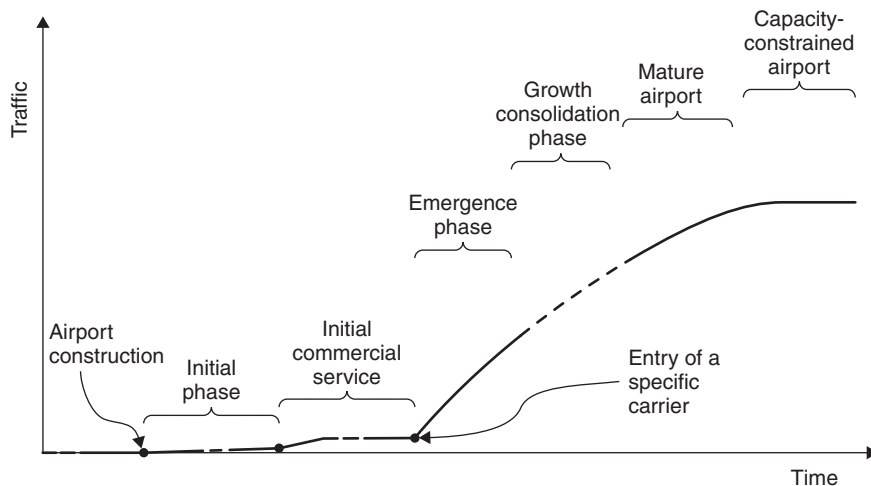 Traffic
Capacity-
constrained
airport
Mature
airport
Growth
consolidation
phase
Emergence
phase
Initial
commercial
service
Airport
construction
Initial
phase
Entry of a
specific
carrier
Time